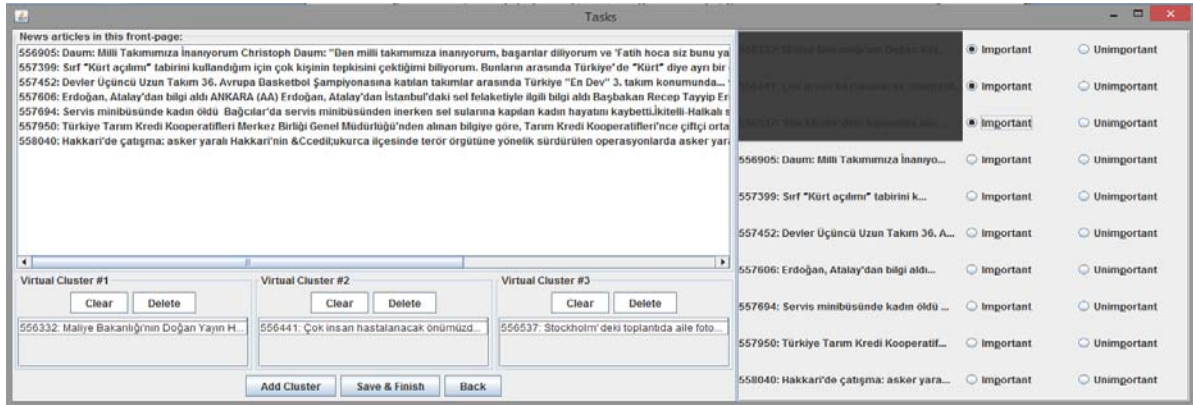 Tasks
News articles in this front-page:
556905: Daum: Milli Takımımıza İnanıyorum Christoph Daum: "Ben milli takımımıza inanıyorum, başarılar diliyorum ve 'Fatih hoca siz bunu ya
557399: Sırf "Kürt açılımı" tabirini kullandığım için çok kişinin tepkisini çektiğimi biliyorum. Bunların arasında Türkiye'de "Kürt" diye ayrı bir
557452: Devler Üçüncü Uzun Takım 36. Avrupa Basketbol Şampiyonasına katılan takımlar arasında Türkiye "En Dev" 3. takım konumunda...
557606: Erdoğan, Atalay'dan bilgi aldı ANKARA (AA) Erdoğan, Atalay'dan İstanbul'daki sel felaketiyle ilgili bilgi aldı Başbakan Recep Tayyip Er
557694: Servis minibüsünde kadın öldü Bağcılar'da servis minibüsünden inerken sel sularına kapılan kadın hayatını kaybetti.İkitelli-Halkalı s
557950: Türkiye Tarım Kredi Kooperatifleri Merkez Birliği Genel Müdürlüğü'nden alınan bilgiye göre, Tarım Kredi Kooperatifleri'nce çiftçi orta
558040: Hakkari'de çatışma: asker yaralı Hakkari'nin &Ccedil;ukurca ilçesinde terör örgütüne yönelik sürdürülen operasyonlarda asker yara
Virtual Cluster #1
Clear Delete
556332: Maliye Bakanlığı'nın Doğan Yayın H...
Virtual Cluster #2
Clear Delete
556441: Çok insan hastalanacak önümüzd...
Virtual Cluster #3
Clear Delete
556537: Stockholm'deki toplantıda aile foto...
Add Cluster Save & Finish Back
Important Unimportant
Important Unimportant
Important Unimportant
556905: Daum: Milli Takımımıza İnanıyo... Important Unimportant
557399: Sırf "Kürt açılımı" tabirini k... Important Unimportant
557452: Devler Üçüncü Uzun Takım 36. A... Important Unimportant
557606: Erdoğan, Atalay'dan bilgi aldı... Important Unimportant
557694: Servis minibüsünde kadın öldü ... Important Unimportant
557950: Türkiye Tarım Kredi Kooperatif... Important Unimportant
558040: Hakkari'de çatışma: asker yara... Important Unimportant